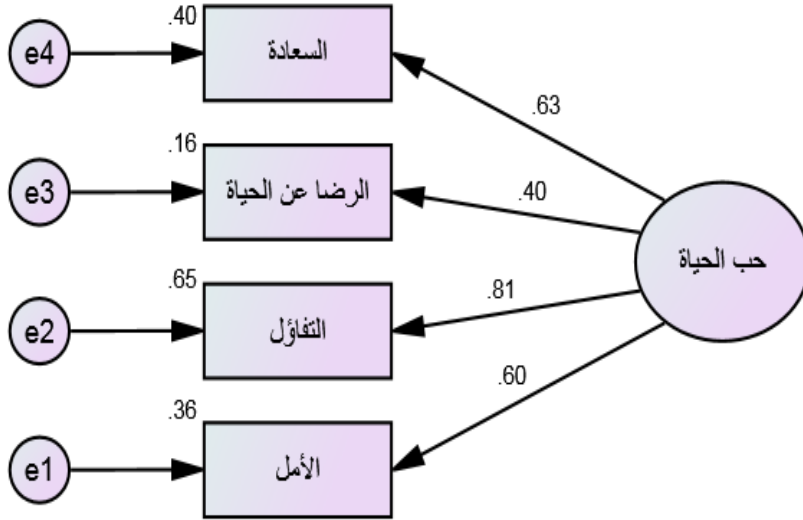 .40
e4
السعادة
.63
.16
e3
الرضا عن الحياة
.40
حب الحياة
.65
e2
التفاؤل
.81
.60
.36
e1
الأمل